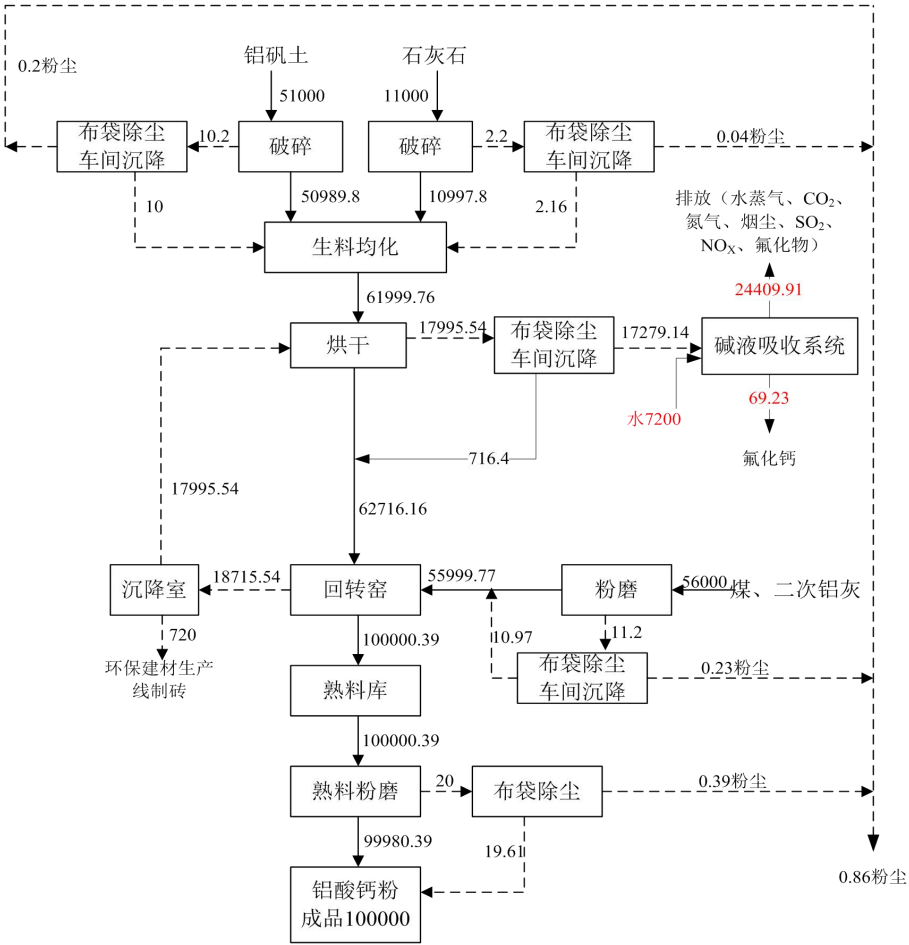 铝矾土
石灰石
0.2粉尘
51000
11000
布袋除尘
车间沉降
10.2
破碎
破碎
2.2
布袋除尘
车间沉降
0.04粉尘
10
50989.8
10997.8
2.16
排放（水蒸气、CO₂、
氮气、烟尘、SO₂、
NOX、氟化物）
生料均化
61999.76
24409.91
烘干
17995.54
布袋除尘
车间沉降
17279.14
碱液吸收系统
水7200
69.23
氟化钙
716.4
17995.54
62716.16
沉降室
18715.54
回转窑
55999.77
粉磨
56000
煤、二次铝灰
720
100000.39
10.97
11.2
环保建材生产
线制砖
熟料库
布袋除尘
车间沉降
0.23粉尘
100000.39
熟料粉磨
20
布袋除尘
0.39粉尘
99980.39
19.61
0.86粉尘
铝酸钙粉
成品100000